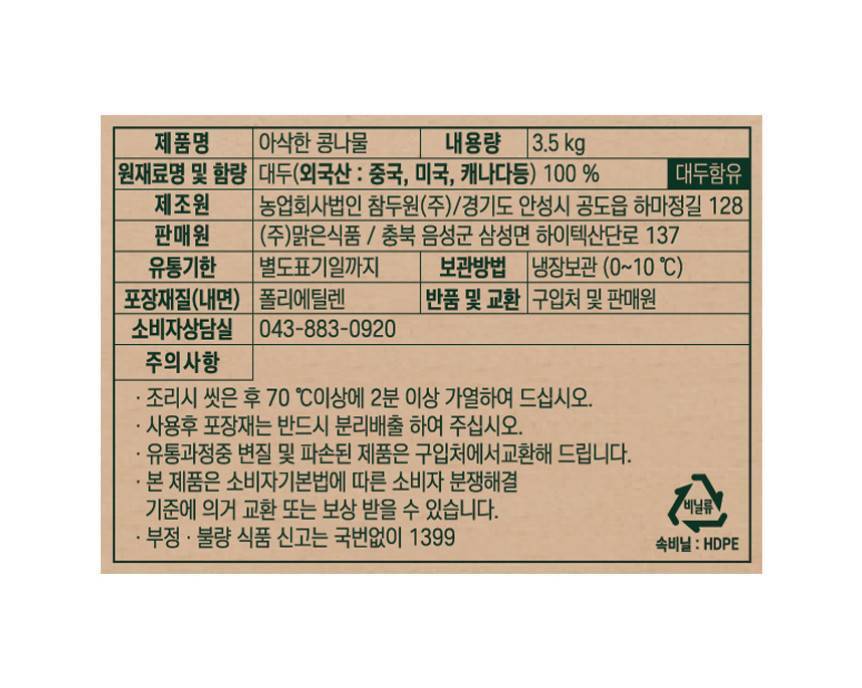 제품명 아삭한 콩나물 내용량 3.5 kg
원재료명 및 함량 대두(외국산 : 중국, 미국, 캐나다등) 100 % 대두함유
제조원 농업회사법인 참두원(주)/경기도 안성시 공도읍 하마정길 128
판매원 (주)맑은식품 / 충북 음성군 삼성면 하이텍산단로 137
유통기한 별도표기일까지 보관방법 냉장보관 (0~10 ℃)
포장재질(내면) 폴리에틸렌 반품 및 교환 구입처 및 판매원
소비자상담실 043-883-0920
주의사항
· 조리시 씻은 후 70 ℃이상에 2분 이상 가열하여 드십시오.
· 사용후 포장재는 반드시 분리배출 하여 주십시오.
· 유통과정중 변질 및 파손된 제품은 구입처에서교환해 드립니다.
· 본 제품은 소비자기본법에 따른 소비자 분쟁해결
기준에 의거 교환 또는 보상 받을 수 있습니다.
· 부정 · 불량 식품 신고는 국번없이 1399
비닐류
속비닐 : HDPE